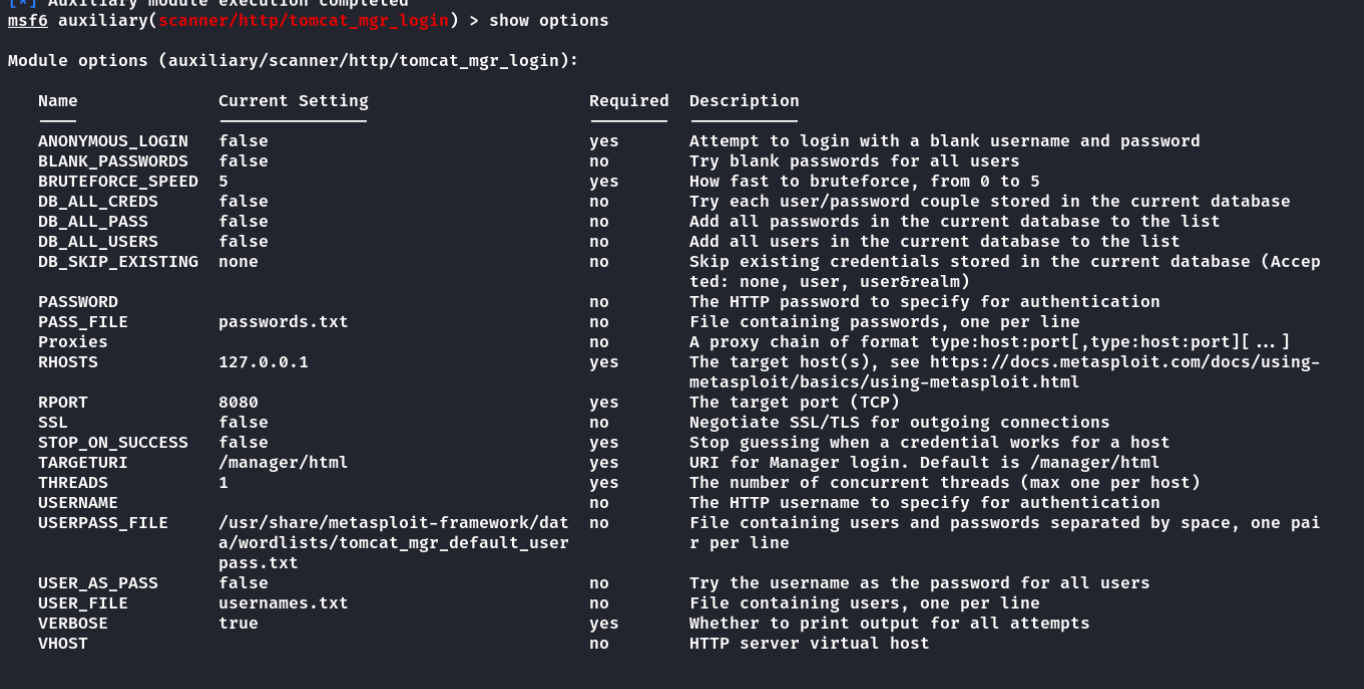 [*] Auxiliary module execution completed
msf6 auxiliary(scanner/http/tomcat_mgr_login) > show options
Module options (auxiliary/scanner/http/tomcat_mgr_login):
Name Current Setting Required Description
ANONYMOUS_LOGIN false yes Attempt to login with a blank username and password
BLANK_PASSWORDS false no Try blank passwords for all users
BRUTEFORCE_SPEED 5 yes How fast to bruteforce, from 0 to 5
DB_ALL_CREDS false no Try each user/password couple stored in the current database
DB_ALL_PASS false no Add all passwords in the current database to the list
DB_ALL_USERS false no Add all users in the current database to the list
DB_SKIP_EXISTING none no Skip existing credentials stored in the current database (Accep
ted: none, user, user&realm)
PASSWORD no The HTTP password to specify for authentication
PASS_FILE passwords.txt no File containing passwords, one per line
Proxies no A proxy chain of format type:host:port[,type:host:port][...]
RHOSTS 127.0.0.1 yes The target host(s), see https://docs.metasploit.com/docs/using-
metasploit/basics/using-metasploit.html
RPORT 8080 yes The target port (TCP)
SSL false no Negotiate SSL/TLS for outgoing connections
STOP_ON_SUCCESS false yes Stop guessing when a credential works for a host
TARGETURI /manager/html yes URI for Manager login. Default is /manager/html
THREADS 1 yes The number of concurrent threads (max one per host)
USERNAME no The HTTP username to specify for authentication
USERPASS_FILE /usr/share/metasploit-framework/dat no File containing users and passwords separated by space, one pai
a/wordlists/tomcat_mgr_default_user r per line
pass.txt
USER_AS_PASS false no Try the username as the password for all users
USER_FILE usernames.txt no File containing users, one per line
VERBOSE true yes Whether to print output for all attempts
VHOST no HTTP server virtual host